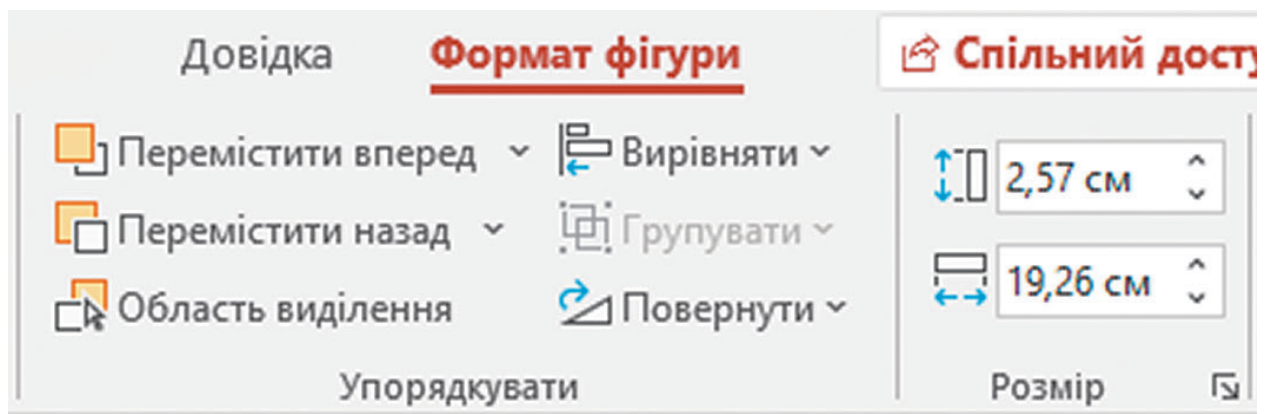 Довідка Формат фігури Спільний
Перемістити вперед Вирівняти 2,57 см
Перемістити назад Групувати
Область виділення Повернути 19,26 см
Упорядкувати Розмір